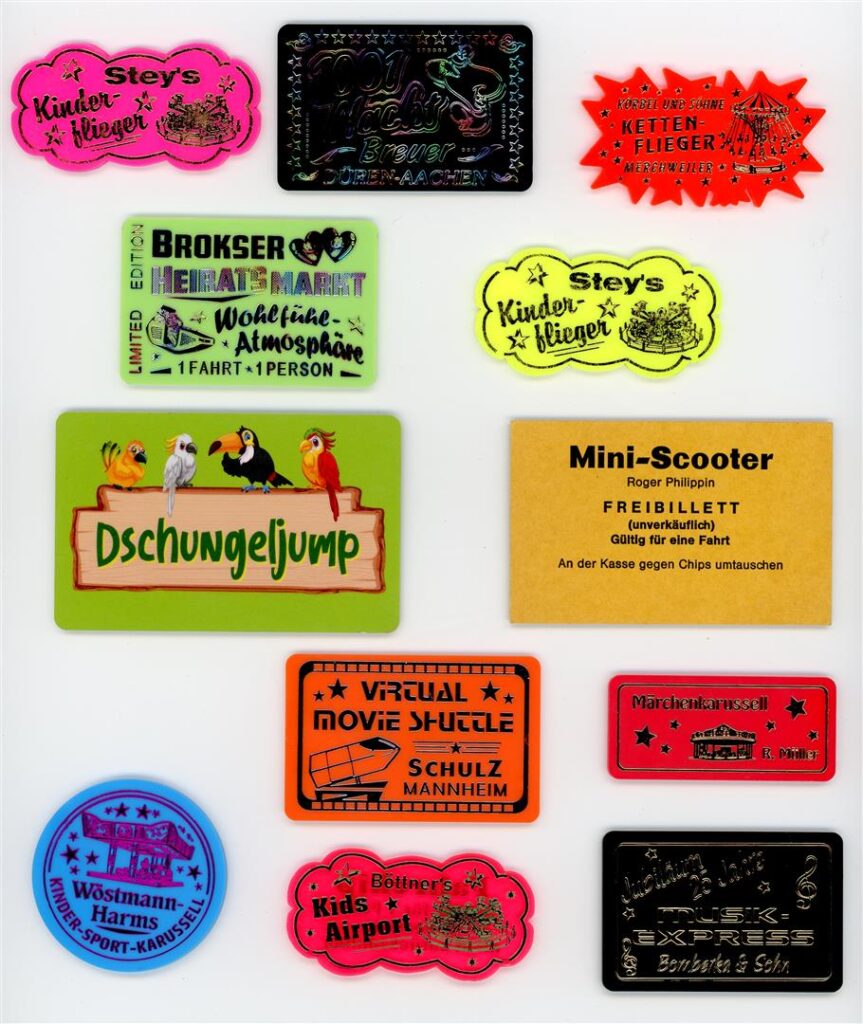 Stey's
Kinder-
flieger
1001
Nacht
Breuer
DÜREN-AACHEN
KORBEL UND SÖHNE
KETTEN-
FLIEGER
MERCHWEILER
LIMITED EDITION
BROKSER
HEIRATSMARKT
Wohlfühl-
Atmosphäre
1 FAHRT 1 PERSON
Stey's
Kinder-
flieger
Dschungeljump
Mini-Scooter
Roger Philippin
FREIBILLETT
(unverkäuflich)
Gültig für eine Fahrt
An der Kasse gegen Chips umtauschen
VIRTUAL
MOVIE SHUTTLE
SCHULZ
MANNHEIM
Märchenkarussell
R. Müller
Wöstmann-
Harms
KINDER-SPORT-KARUSSELL
Böttner's
Kids
Airport
Jubiläum
25 Jahre
MUSIK-
EXPRESS
Bomberka & Sohn